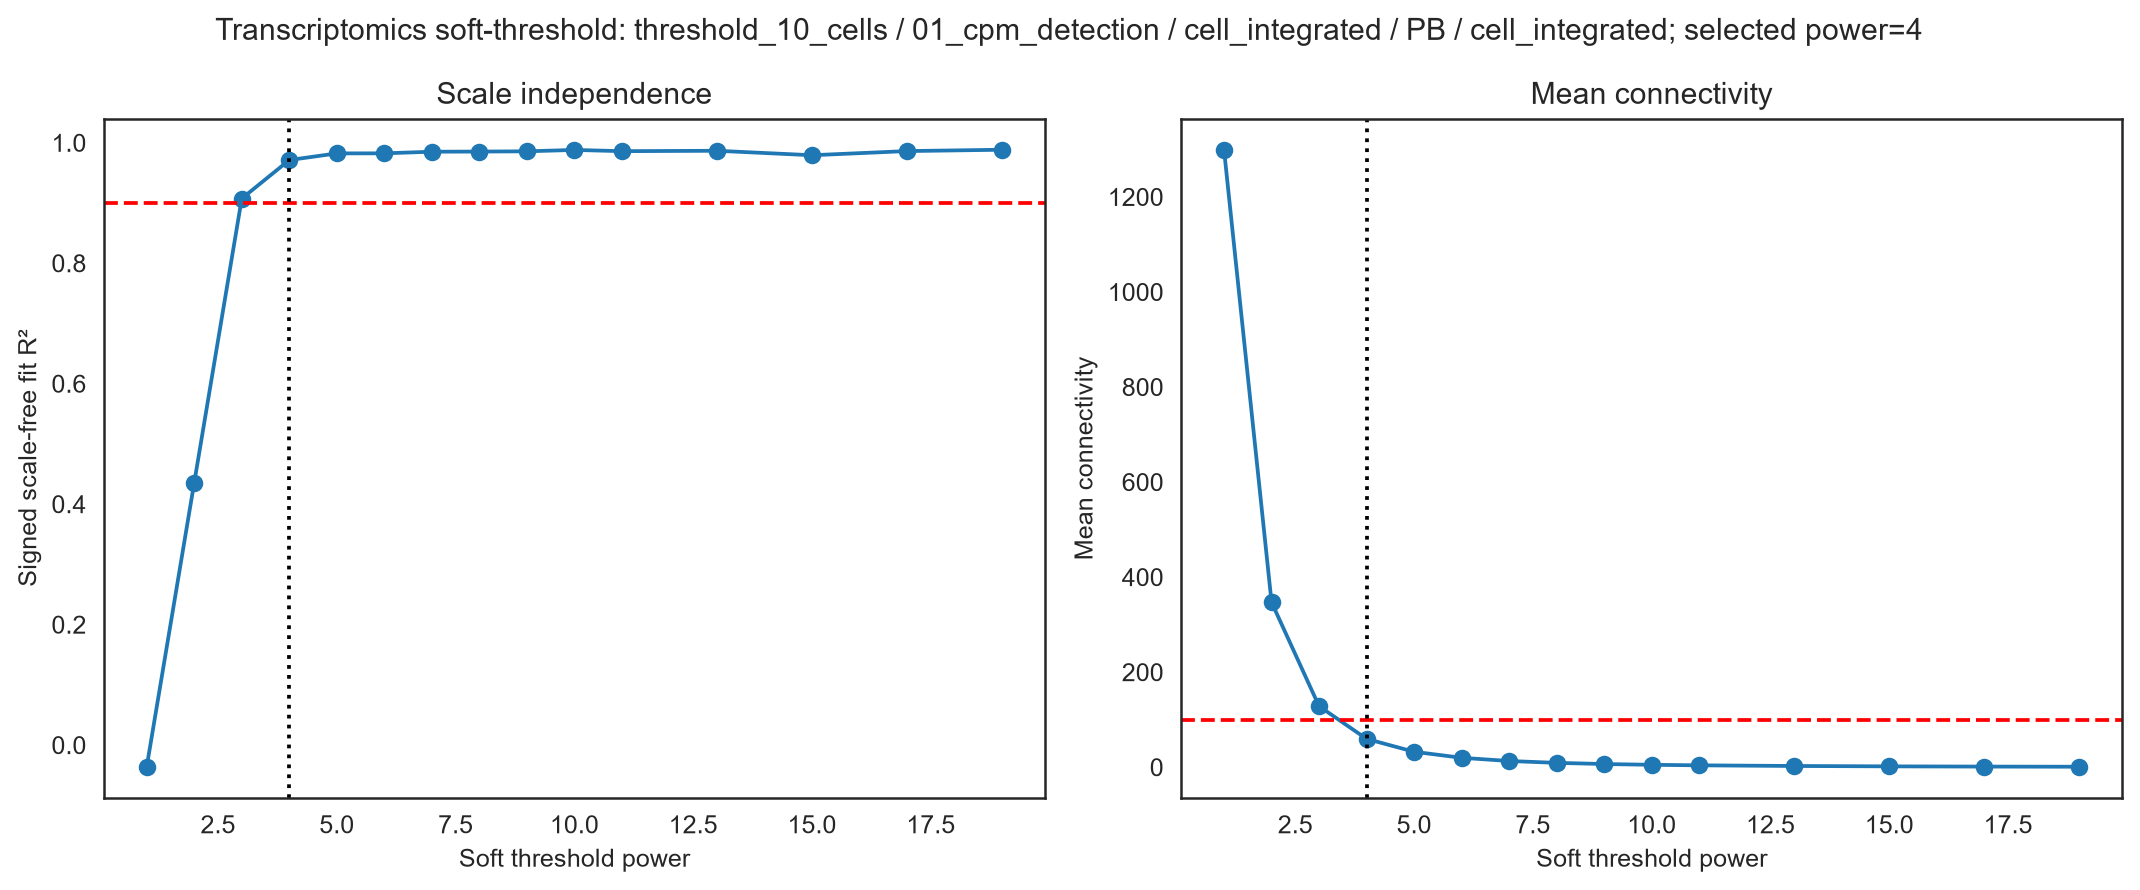 Transcriptomics soft-threshold: threshold_10_cells / 01_cpm_detection / cell_integrated / PB / cell_integrated; selected power=4
Scale independence
Signed scale-free fit R²
1.0
0.8
0.6
0.4
0.2
0.0
2.5 5.0 7.5 10.0 12.5 15.0 17.5
Soft threshold power
Mean connectivity
Mean connectivity
1200
1000
800
600
400
200
0
2.5 5.0 7.5 10.0 12.5 15.0 17.5
Soft threshold power